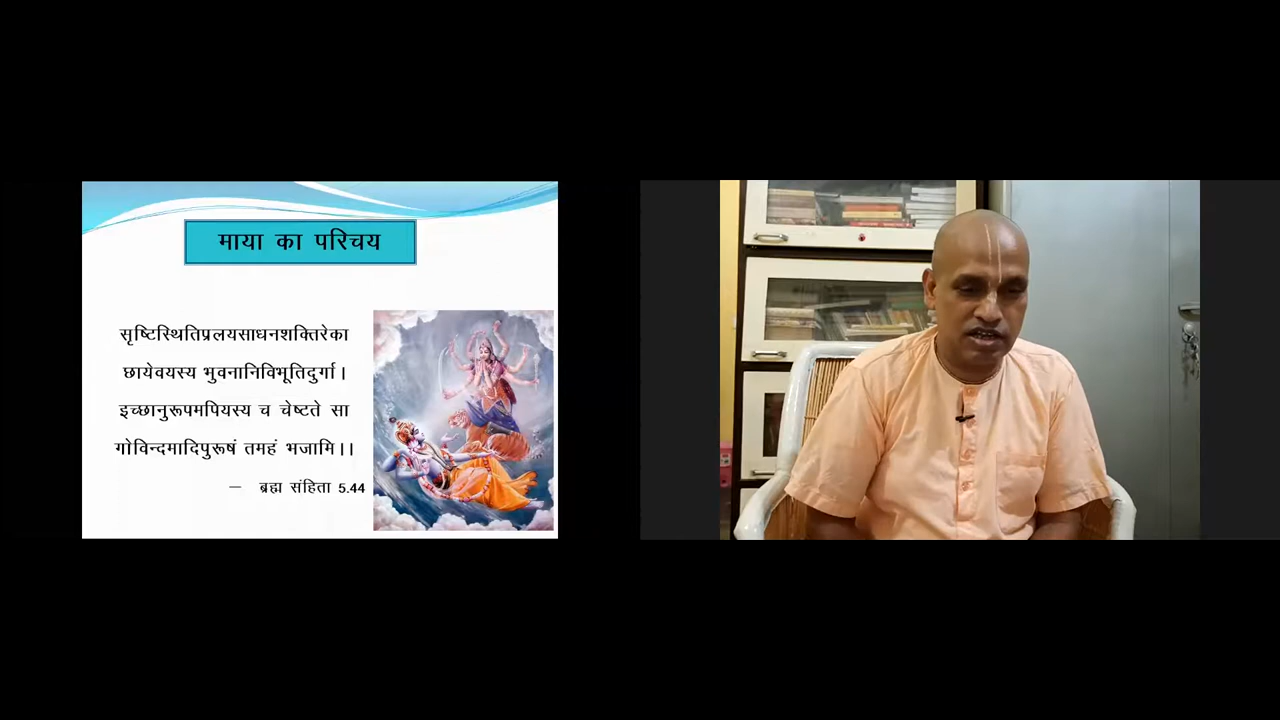 माया का परिचय
सृष्टिस्थितिप्रलयसाधनशक्तिरेका
छायेवयस्य भुवनानिविभूतिदुर्गा।
इच्छानुरूपमपियस्य च चेष्टते सा
गोविन्दमादिपुरूषं तमहं भजामि।।
– ब्रह्म संहिता 5.44